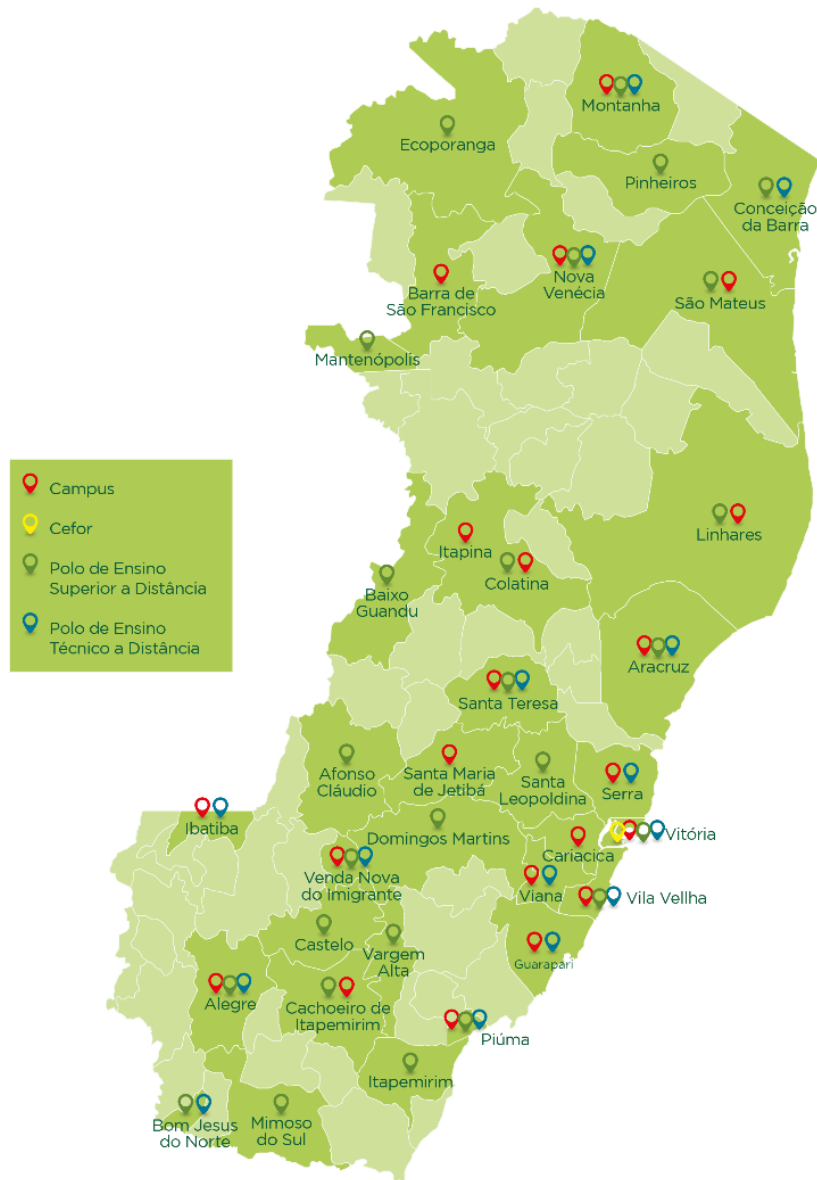 Montanha
Ecoporanga
Pinheiros
Conceição
da Barra
Nova
Venécia
Barra de
São Francisco
São Mateus
Mantenópolis
Campus
Cefor
Polo de Ensino
Superior a Distância
Polo de Ensino
Técnico a Distância
Linhares
Itapina
Colatina
Baixo
Guandu
Aracruz
Santa Teresa
Afonso
Cláudio
Santa Maria
de Jetibá
Santa
Leopoldina
Serra
Ibatiba
Domingos Martins
Cariacica
Vitória
Venda Nova
do imigrante
Viana
Vila Vellha
Castelo
Vargem
Alta
Guarapari
Alegre
Cachoeiro de
Itapemirim
Piúma
Itapemirim
Bom Jesus
do Norte
Mimoso
do Sul